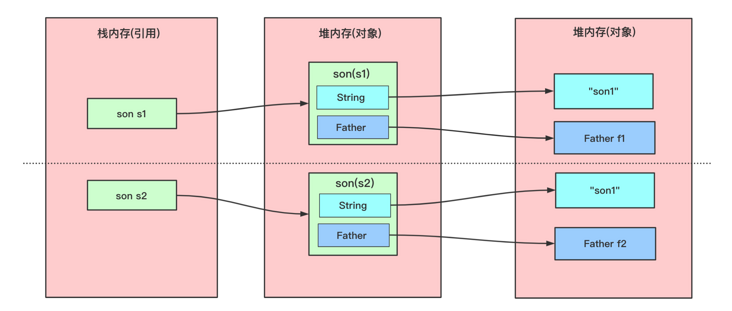 栈内存(引用)
堆内存(对象)
堆内存(对象)
son s1
son(s1)
String
Father
"son1"
Father f1
son s2
son(s2)
String
Father
"son1"
Father f2